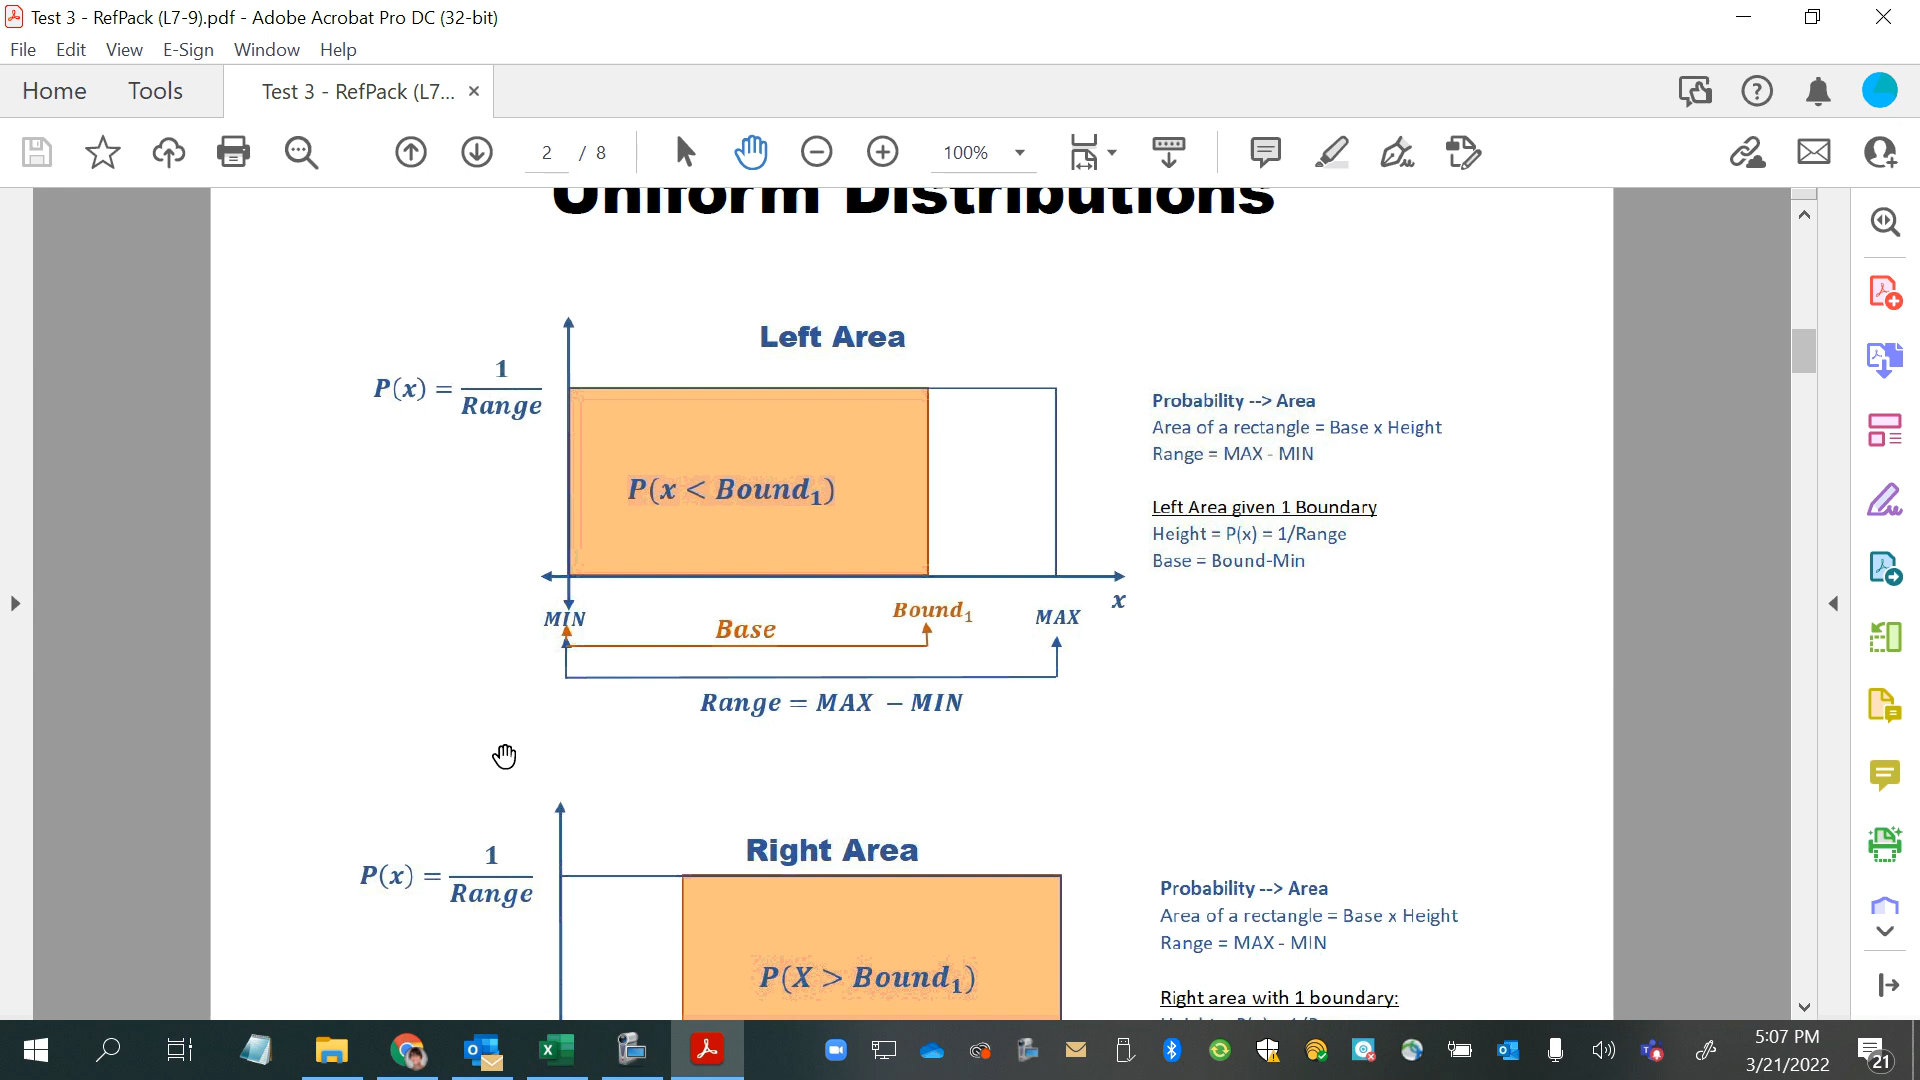 Test 3 - RefPack (L7-9).pdf - Adobe Acrobat Pro DC (32-bit)
File Edit View E-Sign Window Help
Home Tools Test 3 - RefPack (L7... ×
2 / 8 100%
Uniform Distributions
Left Area
P(x) = 1/Range
P(x < Bound₁)
Probability --> Area
Area of a rectangle = Base x Height
Range = MAX - MIN
Left Area given 1 Boundary
Height = P(x) = 1/Range
Base = Bound-Min
MIN Base Bound₁ MAX x
Range = MAX − MIN
Right Area
P(x) = 1/Range
P(X > Bound₁)
Probability --> Area
Area of a rectangle = Base x Height
Range = MAX - MIN
Right area with 1 boundary:
5:07 PM
3/21/2022
21